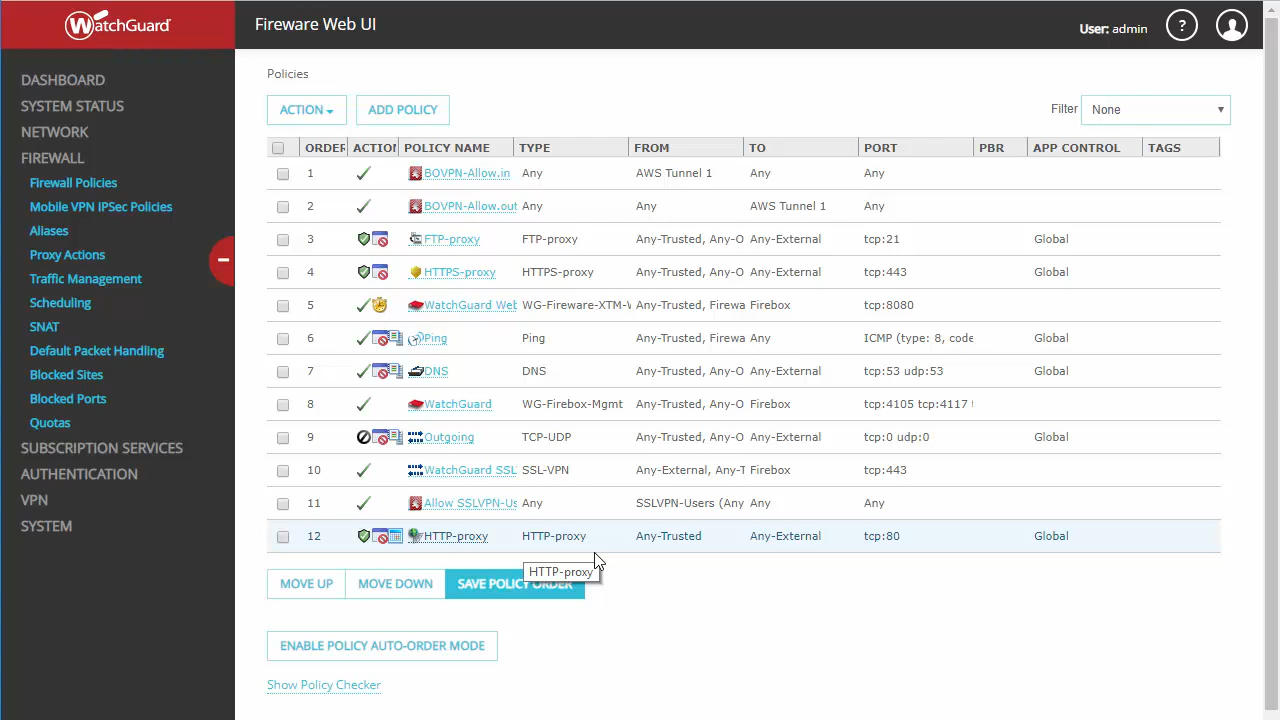 WatchGuard
Fireware Web UI
User: admin
?
DASHBOARD
SYSTEM STATUS
NETWORK
FIREWALL
Firewall Policies
Mobile VPN IPSec Policies
Aliases
Proxy Actions
Traffic Management
Scheduling
SNAT
Default Packet Handling
Blocked Sites
Blocked Ports
Quotas
SUBSCRIPTION SERVICES
AUTHENTICATION
VPN
SYSTEM
Policies
ACTION ADD POLICY Filter None
ORDER ACTION POLICY NAME TYPE FROM TO PORT PBR APP CONTROL TAGS
1 BOVPN-Allow.in Any AWS Tunnel 1 Any Any
2 BOVPN-Allow.out Any Any AWS Tunnel 1 Any
3 FTP-proxy FTP-proxy Any-Trusted, Any-O Any-External tcp:21 Global
4 HTTPS-proxy HTTPS-proxy Any-Trusted, Any-O Any-External tcp:443 Global
5 WatchGuard Web WG-Fireware-XTM-W Any-Trusted, Firewa Firebox tcp:8080
6 Ping Ping Any-Trusted, Firewa Any ICMP (type: 8, code Global
7 DNS DNS Any-Trusted, Any-O Any-External tcp:53 udp:53 Global
8 WatchGuard WG-Firebox-Mgmt Any-Trusted, Any-O Firebox tcp:4105 tcp:4117 t
9 Outgoing TCP-UDP Any-Trusted, Any-O Any-External tcp:0 udp:0 Global
10 WatchGuard SSL SSL-VPN Any-External, Any-T Firebox tcp:443
11 Allow SSLVPN-Us Any SSLVPN-Users (Any Any Any
12 HTTP-proxy HTTP-proxy Any-Trusted Any-External tcp:80 Global
HTTP-proxy
MOVE UP MOVE DOWN SAVE POLICY ORDER
ENABLE POLICY AUTO-ORDER MODE
Show Policy Checker